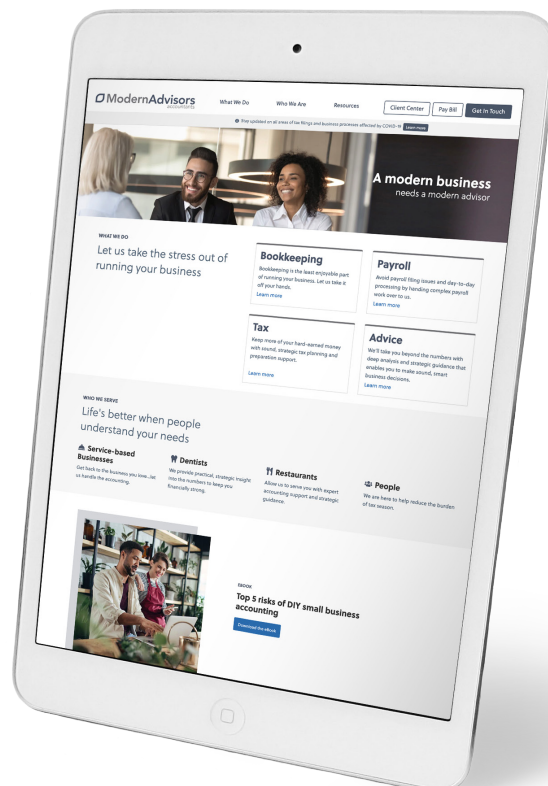 ModernAdvisors
accountants
What We Do
Who We Are
Resources
Client Center
Pay Bill
Get In Touch
Stay updated on all areas of tax filings and business processes affected by COVID-19
Learn more
A modern business
needs a modern advisor
WHAT WE DO
Let us take the stress out of
running your business
Bookkeeping
Bookkeeping is the least enjoyable part
of running your business. Let us take it
off your hands.
Learn more
Payroll
Avoid payroll filing issues and day-to-day
processing by handing complex payroll
work over to us.
Learn more
Tax
Keep more of your hard-earned money
with sound, strategic tax planning and
preparation support.
Learn more
Advice
We'll take you beyond the numbers with
deep analysis and strategic guidance that
enables you to make sound, smart
business decisions.
Learn more
WHO WE SERVE
Life's better when people
understand your needs
Service-based
Businesses
Get back to the business you love...let
us handle the accounting.
Dentists
We provide practical, strategic insight
into the numbers to keep you
financially strong.
Restaurants
Allow us to serve you with expert
accounting support and strategic
guidance.
People
We are here to help reduce the burden
of tax season.
EBOOK
Top 5 risks of DIY small business
accounting
Download the eBook